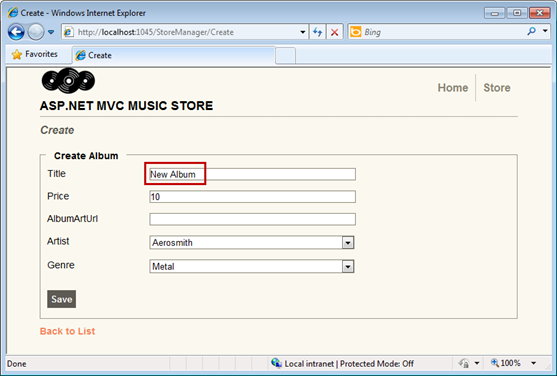 Create - Windows Internet Explorer
http://localhost:1045/StoreManager/Create
Bing
Favorites
Create
Home
Store
ASP.NET MVC MUSIC STORE
Create
Create Album
Title
New Album
Price
10
AlbumArtUrl
Artist
Aerosmith
Genre
Metal
Save
Back to List
Done
Local intranet | Protected Mode: Off
100%